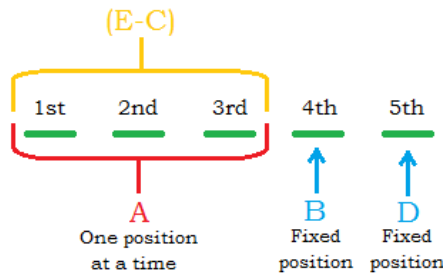 (E-C)
1st 2nd 3rd 4th 5th
A B D
One position Fixed Fixed
at a time position position